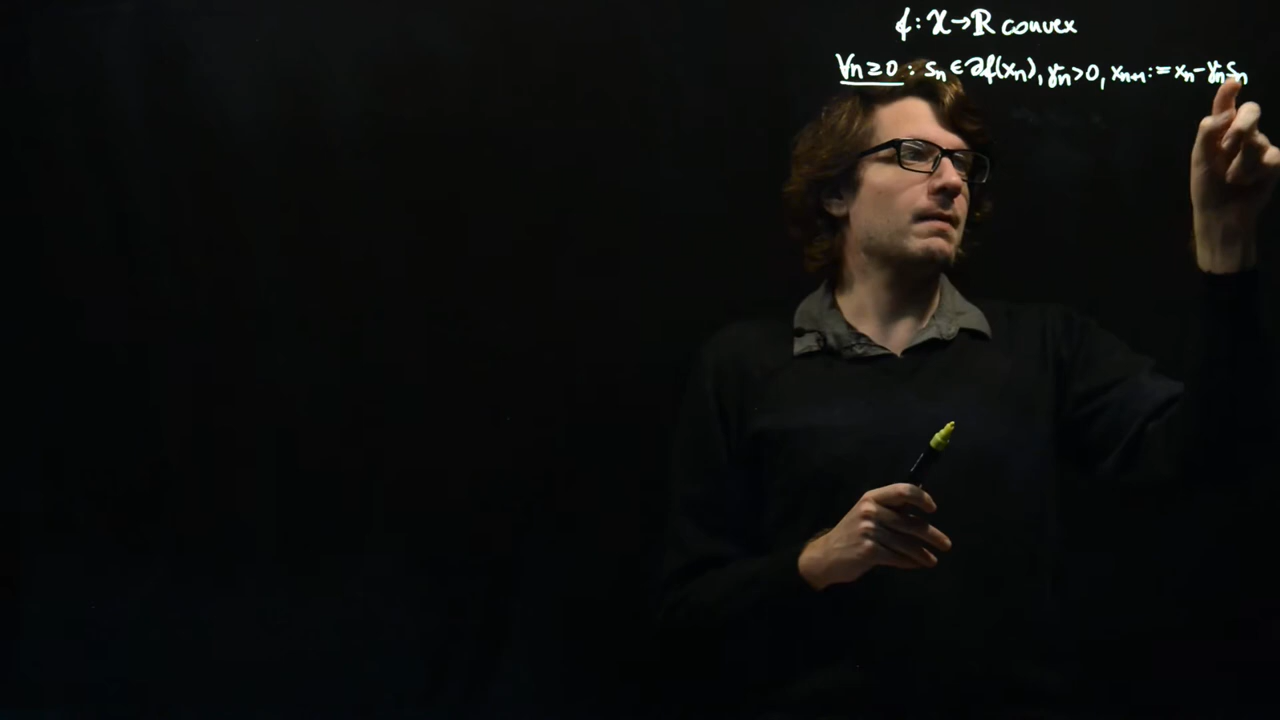 f : X → ℝ convex
∀n ≥ 0 : sₙ ∈ ∂f(xₙ), γₙ > 0, xₙ₊₁ := xₙ − γₙsₙ